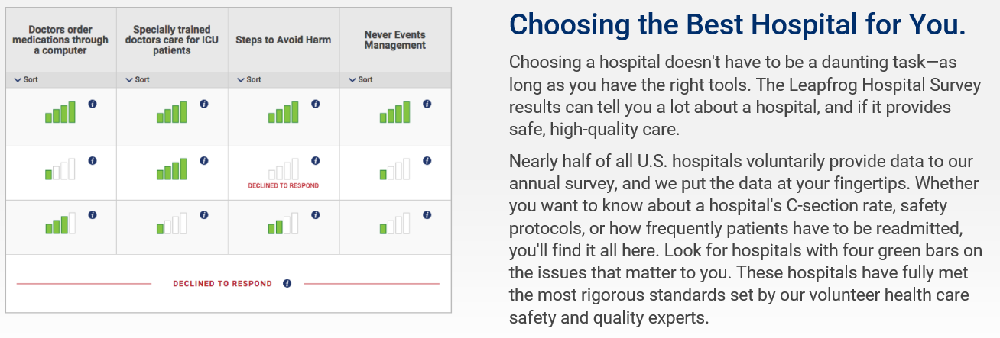 Doctors order
medications through
a computer
Specially trained
doctors care for ICU
patients
Steps to Avoid Harm
Never Events
Management
Sort
Sort
Sort
Sort
i
i
i
i
i
i
i
i
DECLINED TO RESPOND
i
i
i
i
DECLINED TO RESPOND i
Choosing the Best Hospital for You.
Choosing a hospital doesn't have to be a daunting task—as
long as you have the right tools. The Leapfrog Hospital Survey
results can tell you a lot about a hospital, and if it provides
safe, high-quality care.
Nearly half of all U.S. hospitals voluntarily provide data to our
annual survey, and we put the data at your fingertips. Whether
you want to know about a hospital's C-section rate, safety
protocols, or how frequently patients have to be readmitted,
you'll find it all here. Look for hospitals with four green bars on
the issues that matter to you. These hospitals have fully met
the most rigorous standards set by our volunteer health care
safety and quality experts.